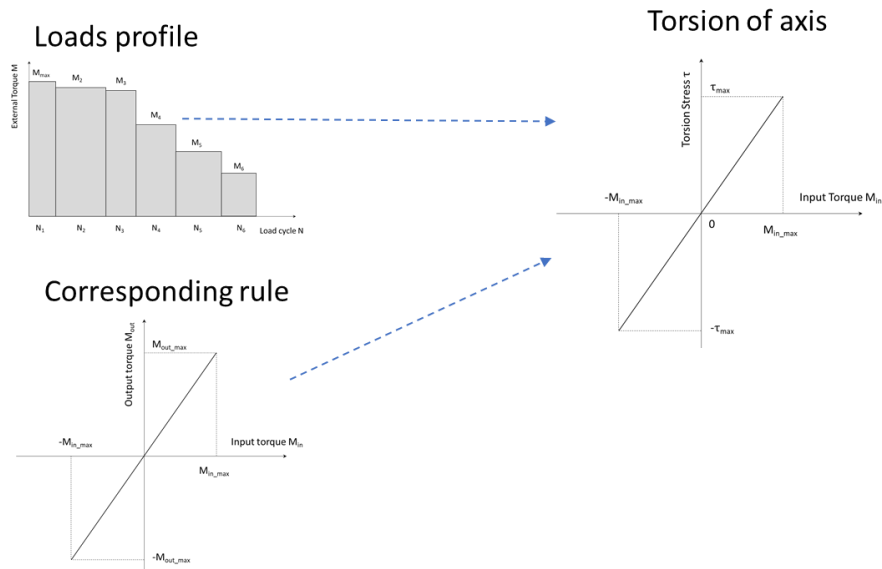 Loads profile
External Torque M
Mmax
M2
M3
M4
M5
M6
N1
N2
N3
N4
N5
N6
Load cycle N
Corresponding rule
Output torque Mout
Mout_max
-Min_max
Input torque Min
Min_max
-Mout_max
Torsion of axis
Torsion Stress τ
τmax
-Min_max
Input Torque Min
0
Min_max
-τmax